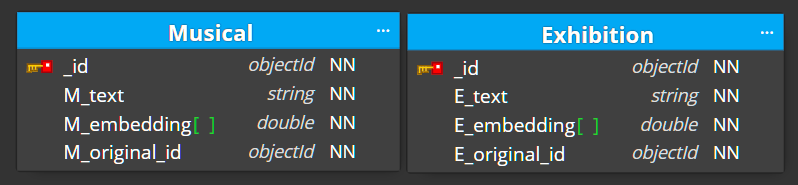 Musical ...
_id objectId NN
M_text string NN
M_embedding[ ] double NN
M_original_id objectId NN
Exhibition ...
_id objectId NN
E_text string NN
E_embedding[ ] double NN
E_original_id objectId NN